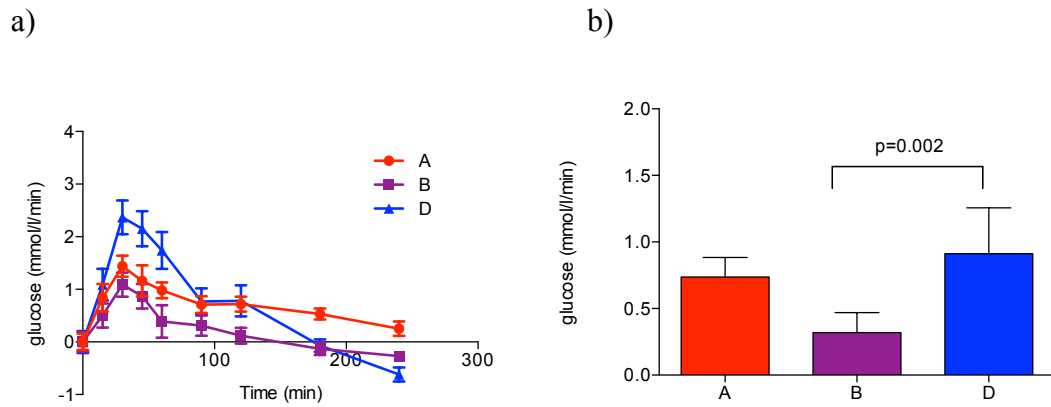 a)
b)
4
3
2
1
0
-1
100
200
300
glucose (mmol/l/min)
Time (min)
A
B
D
2.0
1.5
1.0
0.5
0.0
glucose (mmol/l/min)
p=0.002
A
B
D